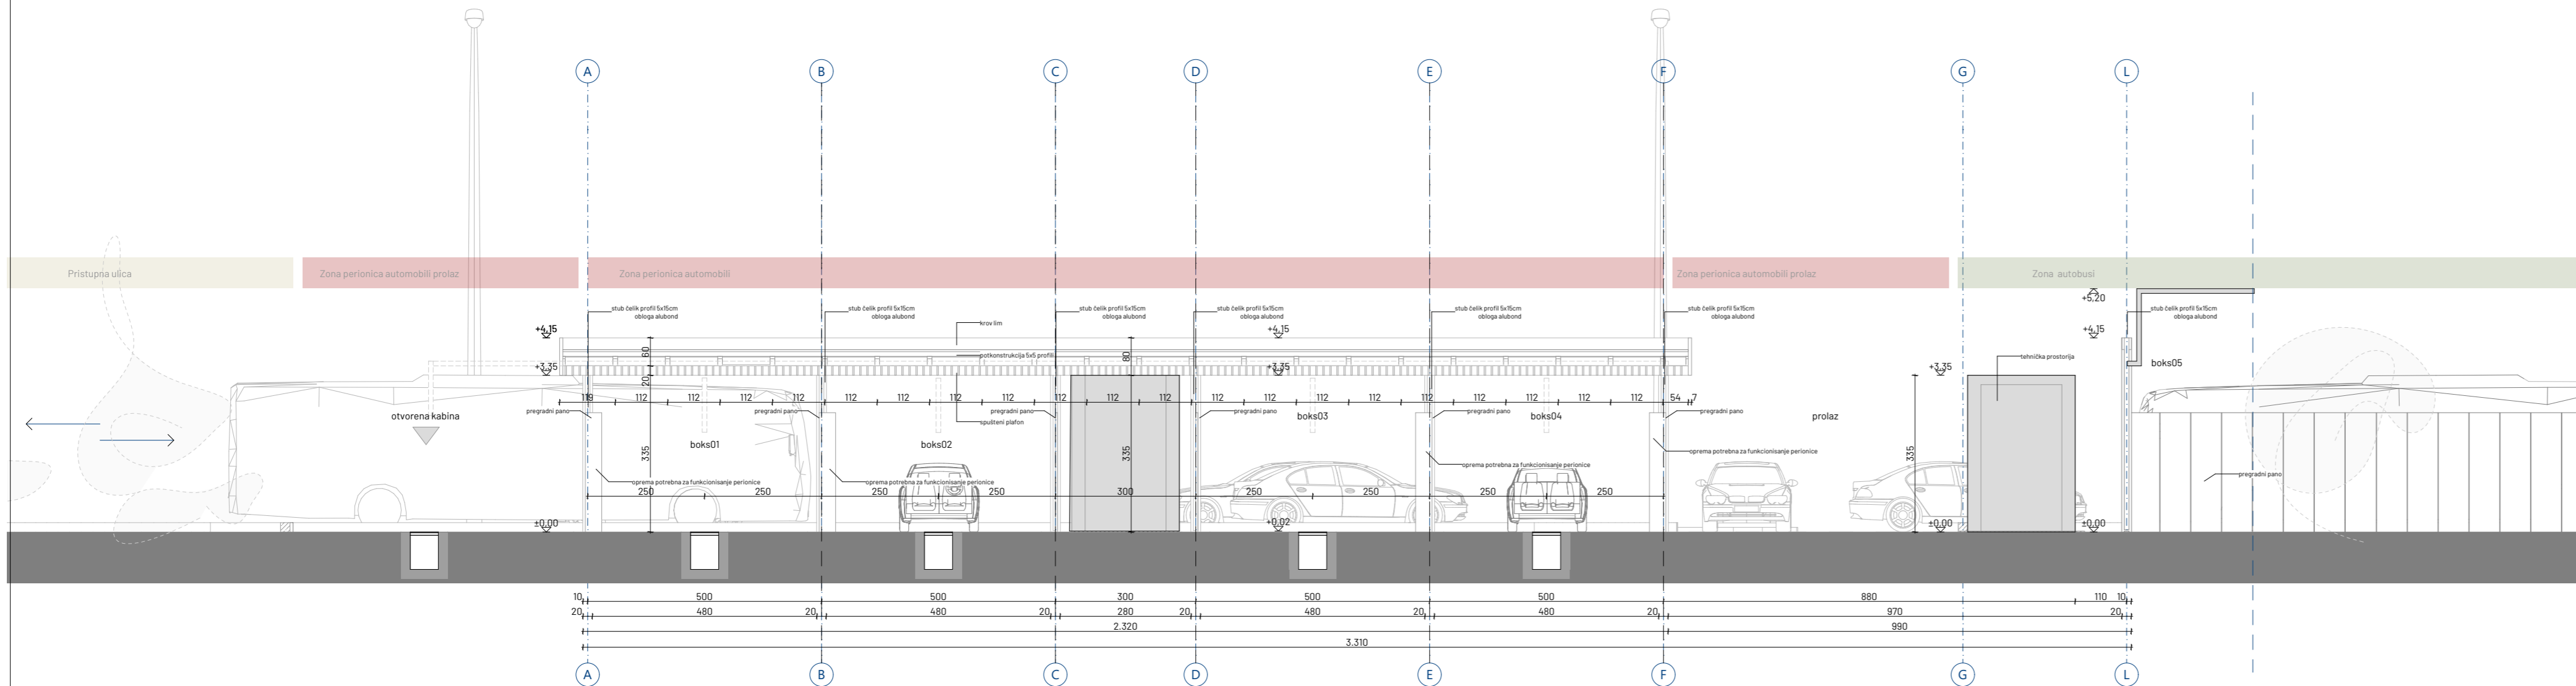 A B C D E F G L
Pristupna ulica
Zona perionica automobili prolaz
Zona perionica automobili
Zona perionica automobili prolaz
Zona autobusi
+5,20
stub čelik profil 5x15cm
obloga alubond
stub čelik profil 5x15cm
obloga alubond
stub čelik profil 5x15cm
obloga alubond
stub čelik profil 5x15cm
obloga alubond
stub čelik profil 5x15cm
obloga alubond
stub čelik profil 5x15cm
obloga alubond
stub čelik profil 5x15cm
obloga alubond
krov lim
+4,15
+4,15
+4,15
60
potkonstrukcija 5x5 profili
80
tehnička prostorija
boks05
+3,35
+3,35
+3,35
20
112 112 112 112 112 112 112 112 112 112 112 112 112 112 112 112 112 112 112 112 54 7
pregradni pano
pregradni pano
pregradni pano
pregradni pano
pregradni pano
pregradni pano
otvorena kabina
boks03
boks04
prolaz
spušteni plafon
boks01
boks02
335
335
335
oprema potrebna za funkcionisanje perionice
oprema potrebna za funkcionisanje perionice
oprema potrebna za funkcionisanje perionice
oprema potrebna za funkcionisanje perionice
pregradni pano
250 250 250 250 300 250 250 250 250
±0,00
+0,02
±0,00
±0,00
10 500 500 300 500 500 880 110 10
20 480 20 480 20 280 20 480 20 480 20 970 20
2.320
990
3.310
A B C D E F G L